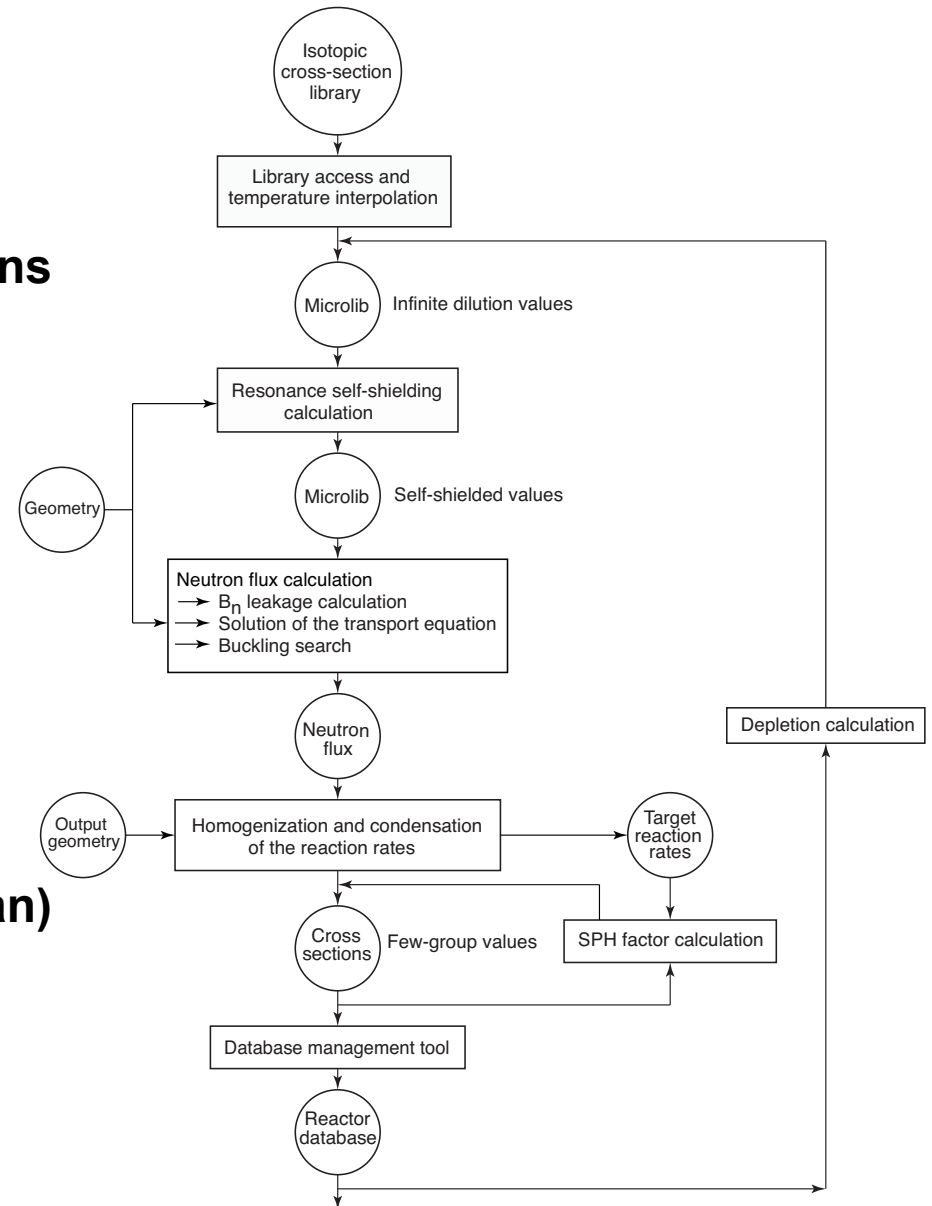 Isotopic
cross-section
library
Library access and
temperature interpolation
ns
Microlib
Infinite dilution values
Resonance self-shielding
calculation
Geometry
Microlib
Self-shielded values
Neutron flux calculation
Bn leakage calculation
Solution of the transport equation
Buckling search
Neutron
flux
Depletion calculation
Output
geometry
Homogenization and condensation
of the reaction rates
Target
reaction
rates
an)
Cross
sections
Few-group values
SPH factor calculation
Database management tool
Reactor
database